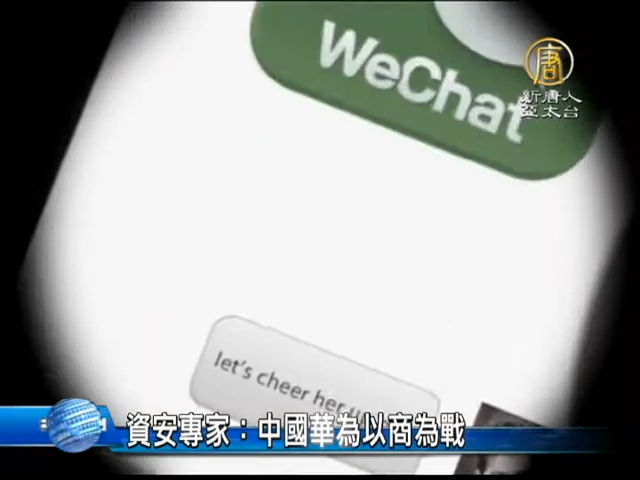 WeChat
唐
新唐人
亞太台
let's cheer her u
資安專家：中國華為以商為戰